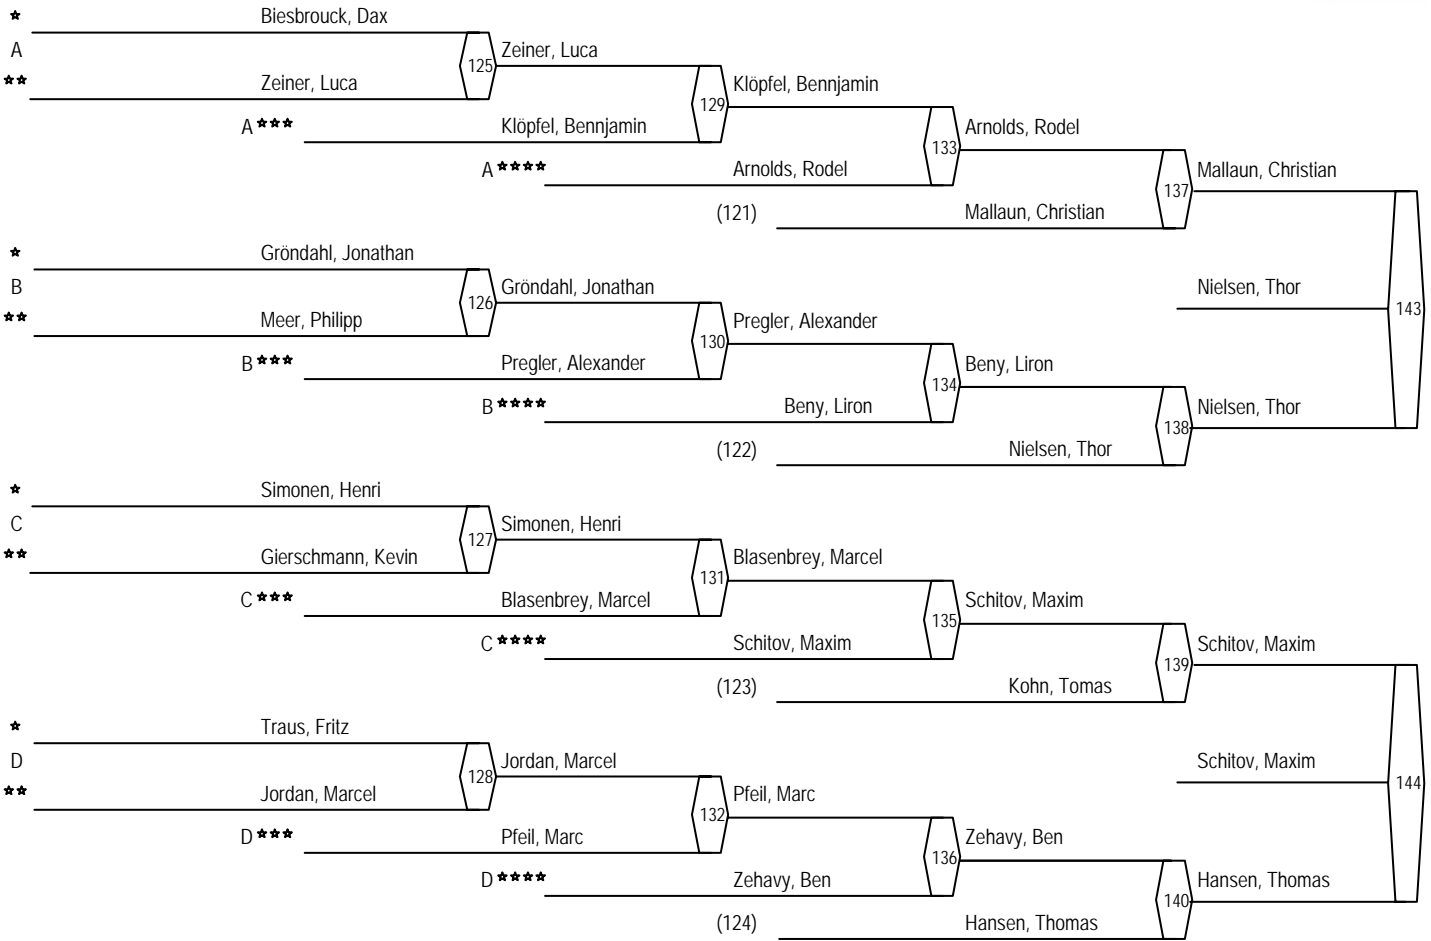 ☆ Biesbrouck, Dax
A
☆☆ Zeiner, Luca
125 Zeiner, Luca
A ☆☆☆ Klöpfel, Bennjamin
129 Klöpfel, Bennjamin
A ☆☆☆☆ Arnolds, Rodel
133 Arnolds, Rodel
(121) Mallaun, Christian
137 Mallaun, Christian
☆ Gröndahl, Jonathan
B
☆☆ Meer, Philipp
126 Gröndahl, Jonathan
B ☆☆☆ Pregler, Alexander
130 Pregler, Alexander
B ☆☆☆☆ Beny, Liron
134 Beny, Liron
(122) Nielsen, Thor
138 Nielsen, Thor
Nielsen, Thor 143
☆ Simonen, Henri
C
☆☆ Gierschmann, Kevin
127 Simonen, Henri
C ☆☆☆ Blasenbrey, Marcel
131 Blasenbrey, Marcel
C ☆☆☆☆ Schitov, Maxim
135 Schitov, Maxim
(123) Kohn, Tomas
139 Schitov, Maxim
☆ Traus, Fritz
D
☆☆ Jordan, Marcel
128 Jordan, Marcel
D ☆☆☆ Pfeil, Marc
132 Pfeil, Marc
D ☆☆☆☆ Zehavy, Ben
136 Zehavy, Ben
(124) Hansen, Thomas
140 Hansen, Thomas
Schitov, Maxim 144